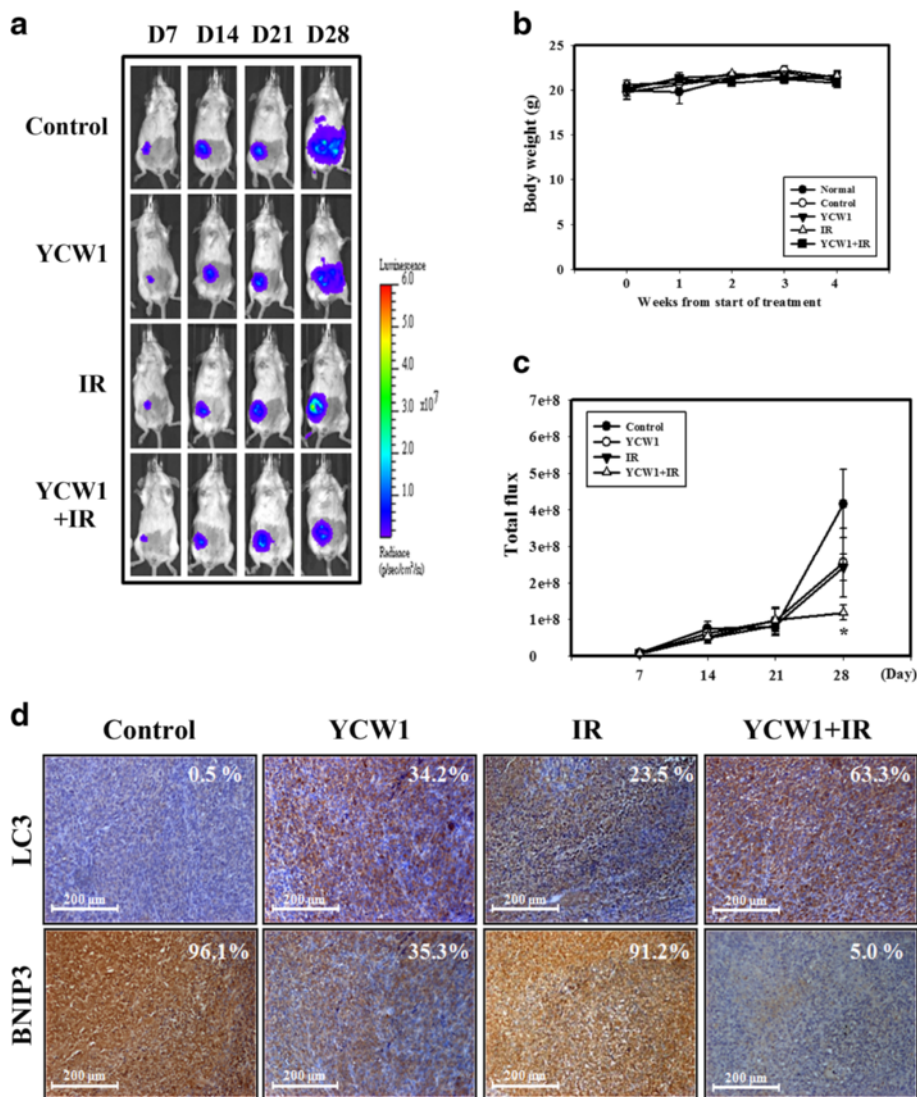 a
D7 D14 D21 D28
Control
YCW1
IR
YCW1
+IR
Luminescence
6.0
5.0
4.0
3.0
2.0
1.0
x10⁷
Radiance
(p/sec/cm²/sr)
b
Body weight (g)
25
20
15
10
5
0
Normal
Control
YCW1
IR
YCW1+IR
0 1 2 3 4
Weeks from start of treatment
c
Total flux
7e+8
6e+8
5e+8
4e+8
3e+8
2e+8
1e+8
0
Control
YCW1
IR
YCW1+IR
*
7 14 21 28 (Day)
d
Control YCW1 IR YCW1+IR
LC3
0.5 % 34.2% 23.5 % 63.3%
200 μm 200 μm 200 μm 200 μm
BNIP3
96.1% 35.3% 91.2% 5.0 %
200 μm 200 μm 200 μm 200 μm